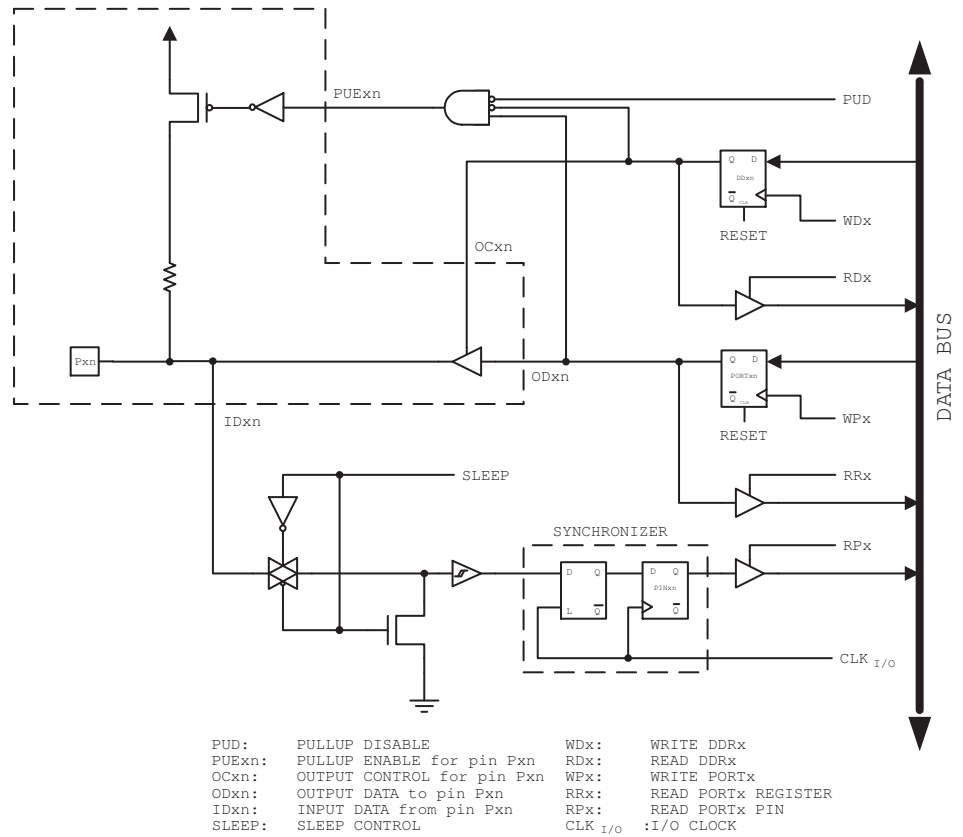 PUExn
PUD
Q D
DDxn
Q CLK
WDx
RESET
OCxn
RDx
Pxn
ODxn
Q D
PORTxn
Q CLK
WPx
RESET
IDxn
DATA BUS
SLEEP
RRx
SYNCHRONIZER
RPx
D Q
L Q
D Q
PINxn
Q
CLK I/O
PUD: PULLUP DISABLE
PUExn: PULLUP ENABLE for pin Pxn
OCxn: OUTPUT CONTROL for pin Pxn
ODxn: OUTPUT DATA to pin Pxn
IDxn: INPUT DATA from pin Pxn
SLEEP: SLEEP CONTROL
WDx: WRITE DDRx
RDx: READ DDRx
WPx: WRITE PORTx
RRx: READ PORTx REGISTER
RPx: READ PORTx PIN
CLK I/O :I/O CLOCK